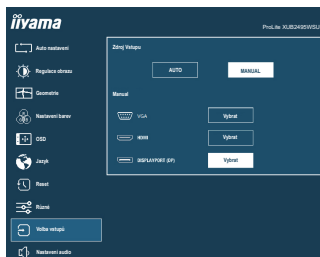 iiyama
ProLite XUB2495WSU
Auto nastavení
Regulace obrazu
Geometrie
Nastavení barev
OSD
Jazyk
Reset
Různé
Volba vstupů
Nastavení audio
Zdroj Vstupu
AUTO
MANUAL
Manual
VGA
Vybrat
HDMI
Vybrat
DISPLAYPORT (DP)
Vybrat